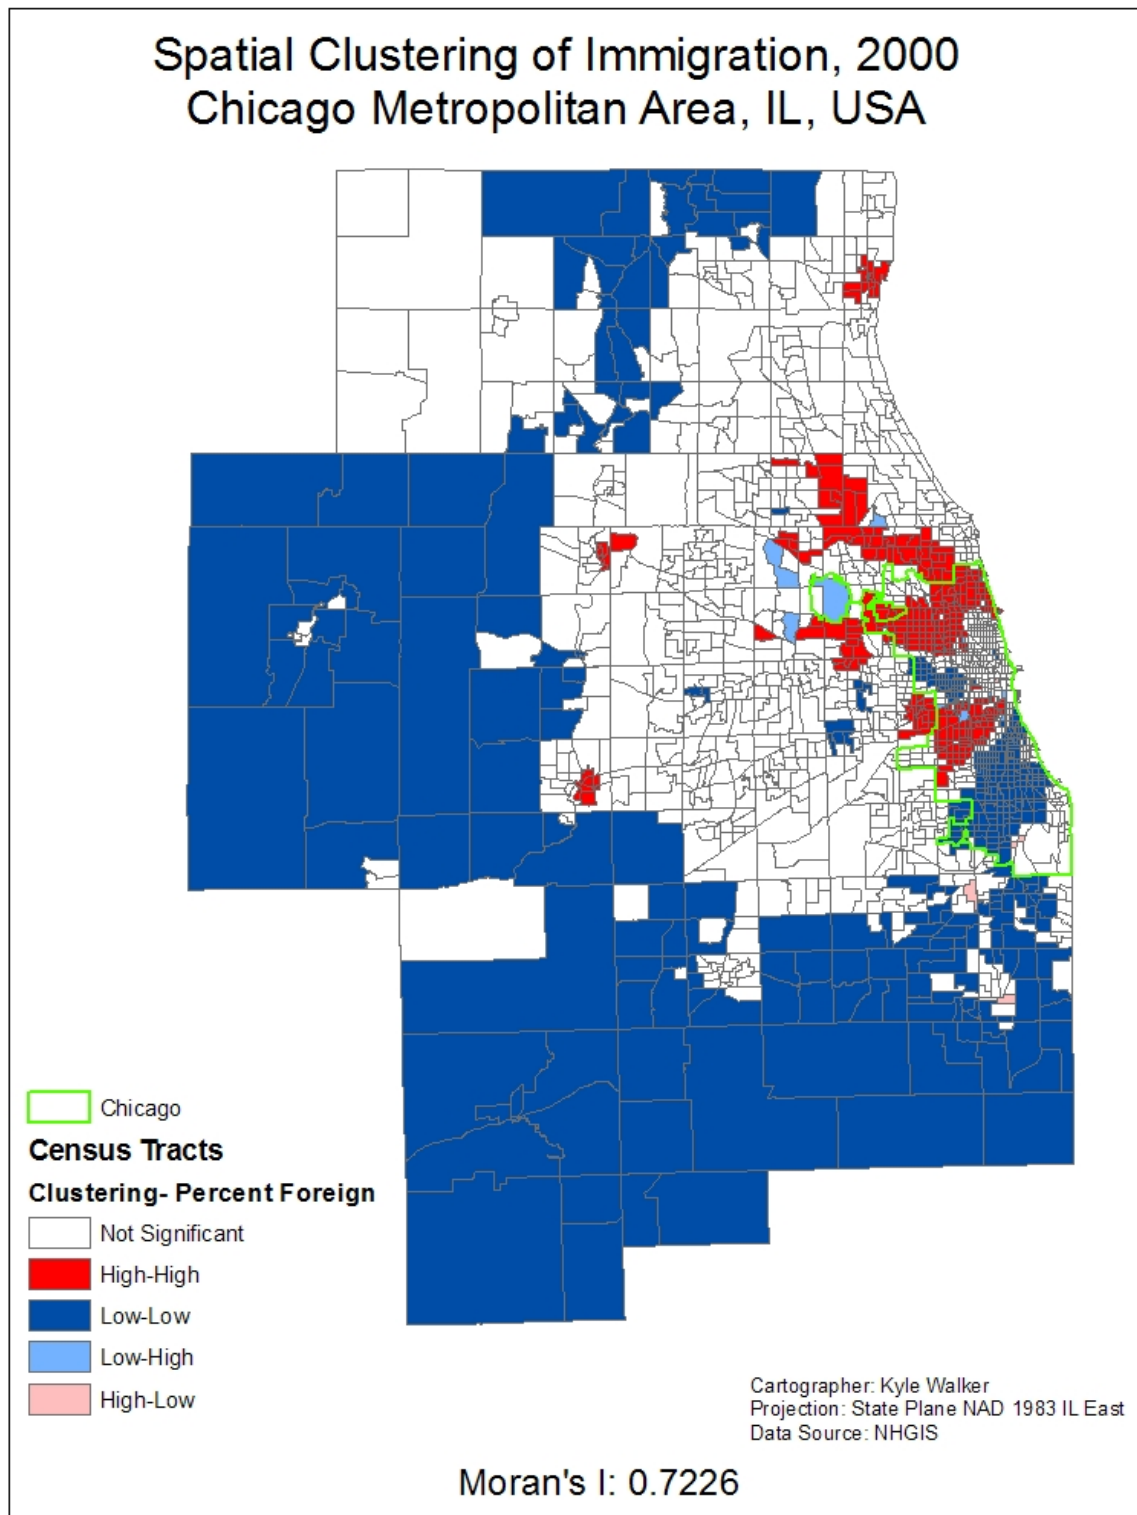 Spatial Clustering of Immigration, 2000
Chicago Metropolitan Area, IL, USA
Chicago
Census Tracts
Clustering- Percent Foreign
Not Significant
High-High
Low-Low
Low-High
High-Low
Cartographer: Kyle Walker
Projection: State Plane NAD 1983 IL East
Data Source: NHGIS
Moran's I: 0.7226